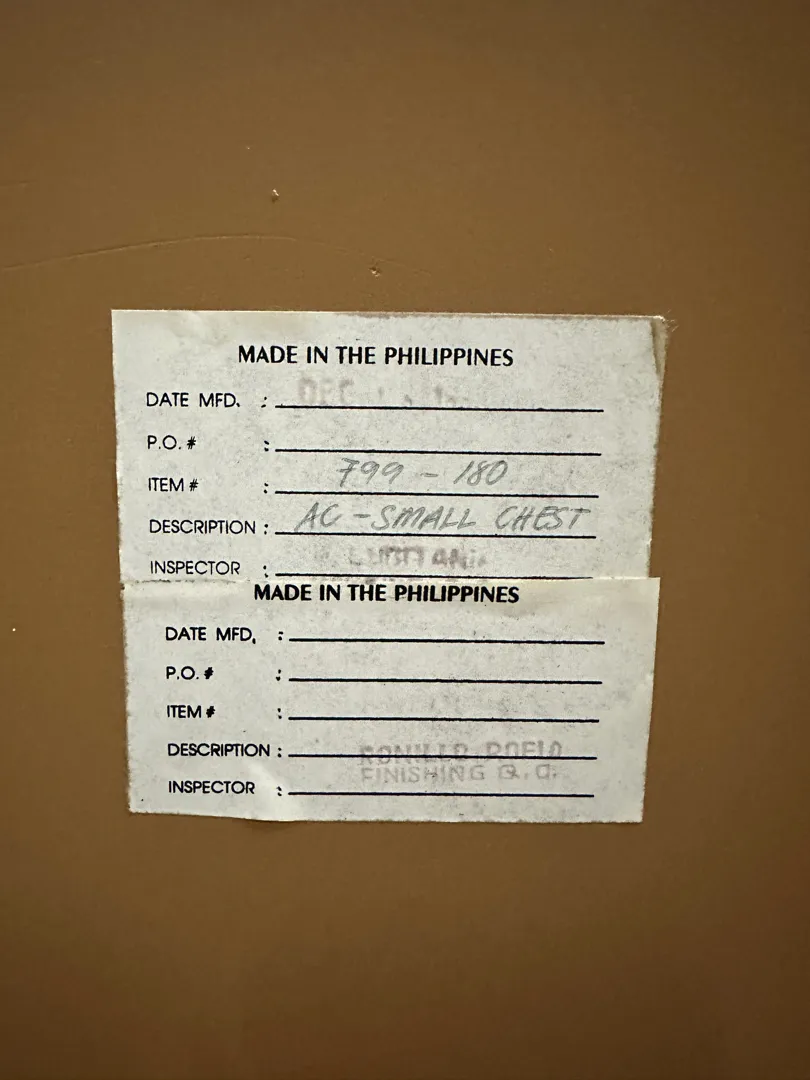 MADE IN THE PHILIPPINES
DATE MFD. : DEC
P.O. # :
ITEM # : 799 - 180
DESCRIPTION : AC - SMALL CHEST
INSPECTOR :
MADE IN THE PHILIPPINES
DATE MFD. :
P.O. # :
ITEM # :
DESCRIPTION :
FINISHING Q.C.
INSPECTOR :